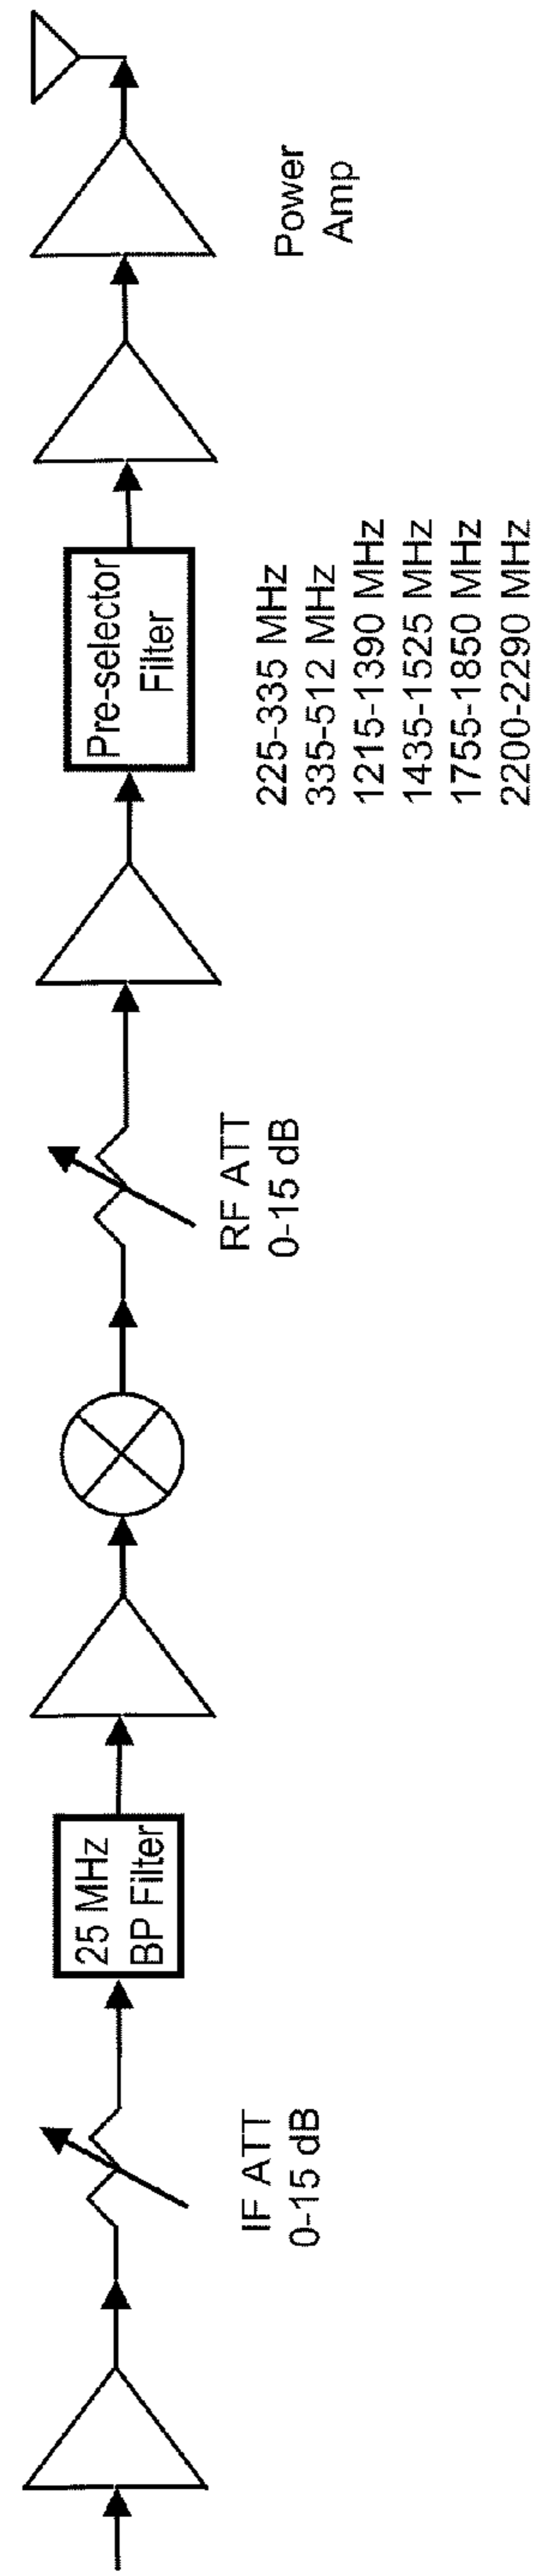 IF ATT
0-15 dB
25 MHz
BP Filter
RF ATT
0-15 dB
Pre-selector
Filter
225-335 MHz
335-512 MHz
1215-1390 MHz
1435-1525 MHz
1755-1850 MHz
2200-2290 MHz
Power
Amp